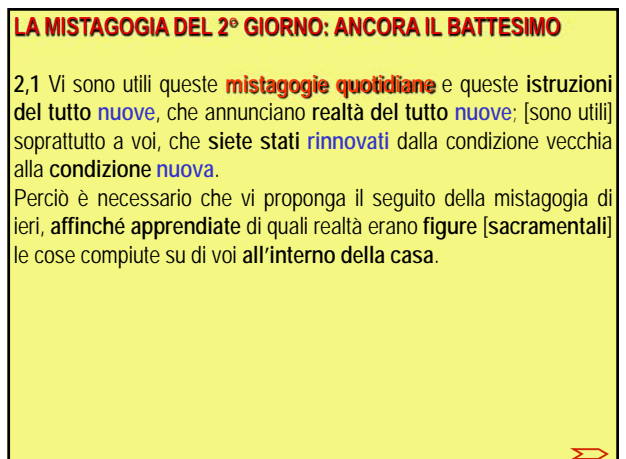 LA MISTAGOGIA DEL 2º GIORNO: ANCORA IL BATTESIMO
2,1 Vi sono utili queste mistagogie quotidiane e queste istruzioni
del tutto nuove, che annunciano realtà del tutto nuove; [sono utili]
soprattutto a voi, che siete stati rinnovati dalla condizione vecchia
alla condizione nuova.
Perciò è necessario che vi proponga il seguito della mistagogia di
ieri, affinché apprendiate di quali realtà erano figure [sacramentali]
le cose compiute su di voi all'interno della casa.